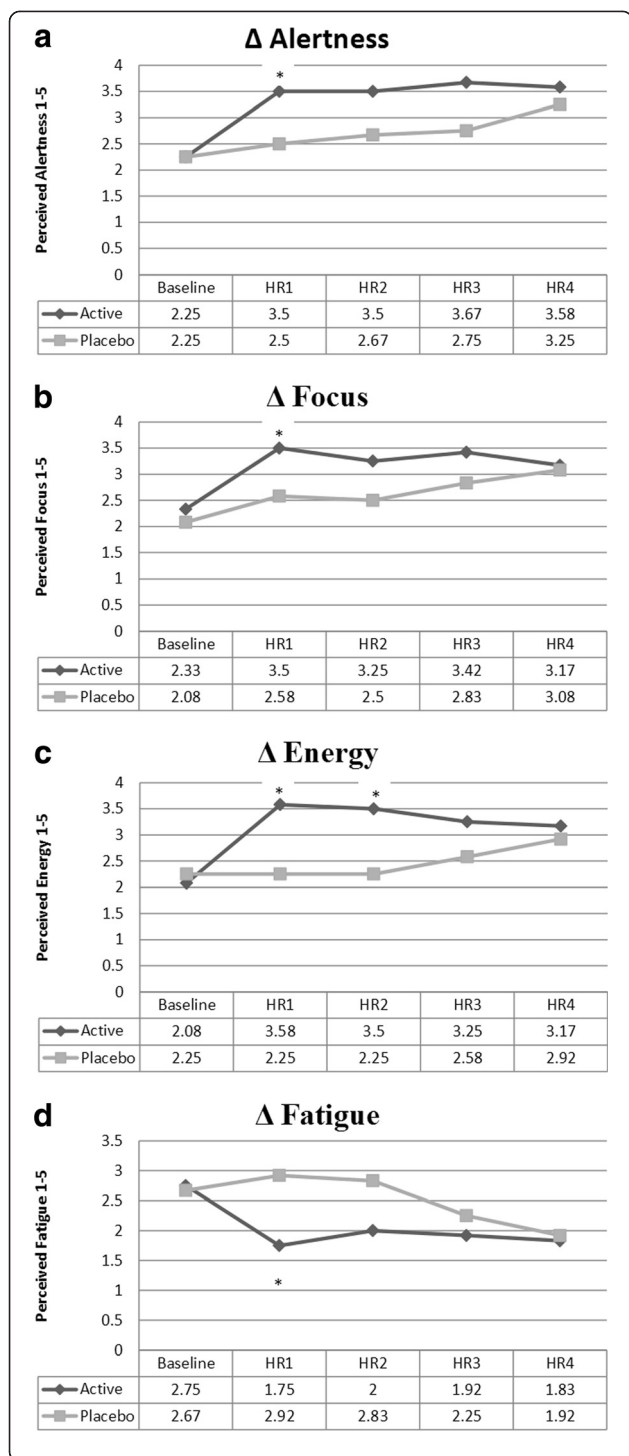 a
Δ Alertness
Perceived Alertness 1-5
4
3.5
3
2.5
2
1.5
1
0.5
0
*
Baseline HR1 HR2 HR3 HR4
Active 2.25 3.5 3.5 3.67 3.58
Placebo 2.25 2.5 2.67 2.75 3.25
b
Δ Focus
Perceived Focus 1-5
4
3.5
3
2.5
2
1.5
1
0.5
0
*
Baseline HR1 HR2 HR3 HR4
Active 2.33 3.5 3.25 3.42 3.17
Placebo 2.08 2.58 2.5 2.83 3.08
c
Δ Energy
Perceived Energy 1-5
4
3.5
3
2.5
2
1.5
1
0.5
0
* *
Baseline HR1 HR2 HR3 HR4
Active 2.08 3.58 3.5 3.25 3.17
Placebo 2.25 2.25 2.25 2.58 2.92
d
Δ Fatigue
Perceived Fatigue 1-5
3.5
3
2.5
2
1.5
1
0.5
0
*
Baseline HR1 HR2 HR3 HR4
Active 2.75 1.75 2 1.92 1.83
Placebo 2.67 2.92 2.83 2.25 1.92